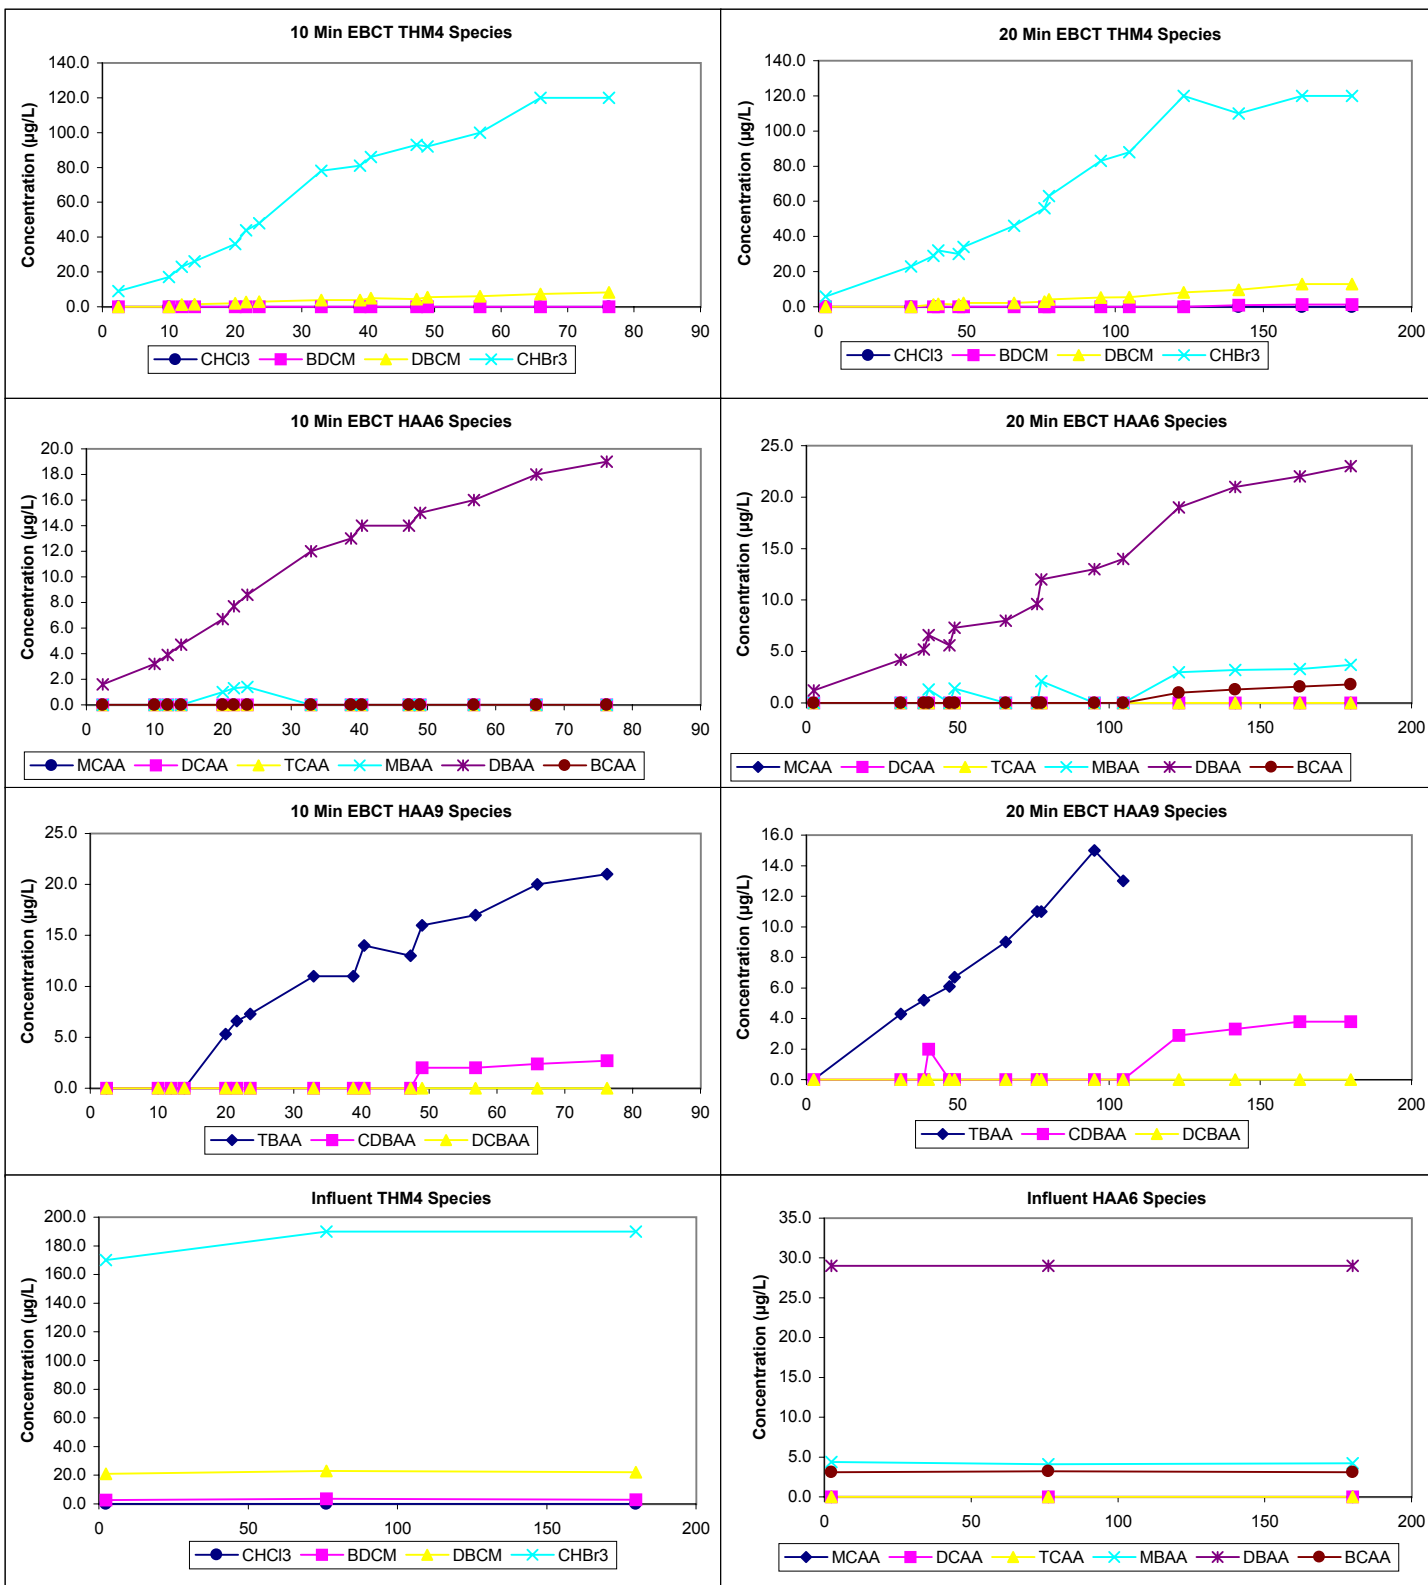 10 Min EBCT THM4 Species
Concentration (µg/L)
140.0
120.0
100.0
80.0
60.0
40.0
20.0
0.0
0 10 20 30 40 50 60 70 80 90
CHCl3 BDCM DBCM CHBr3
20 Min EBCT THM4 Species
Concentration (µg/L)
140.0
120.0
100.0
80.0
60.0
40.0
20.0
0.0
0 50 100 150 200
CHCl3 BDCM DBCM CHBr3
10 Min EBCT HAA6 Species
Concentration (µg/L)
20.0
18.0
16.0
14.0
12.0
10.0
8.0
6.0
4.0
2.0
0.0
0 10 20 30 40 50 60 70 80 90
MCAA DCAA TCAA MBAA DBAA BCAA
20 Min EBCT HAA6 Species
Concentration (µg/L)
25.0
20.0
15.0
10.0
5.0
0.0
0 50 100 150 200
MCAA DCAA TCAA MBAA DBAA BCAA
10 Min EBCT HAA9 Species
Concentration (µg/L)
25.0
20.0
15.0
10.0
5.0
0.0
0 10 20 30 40 50 60 70 80 90
TBAA CDBAA DCBAA
20 Min EBCT HAA9 Species
Concentration (µg/L)
16.0
14.0
12.0
10.0
8.0
6.0
4.0
2.0
0.0
0 50 100 150 200
TBAA CDBAA DCBAA
Influent THM4 Species
Concentration (µg/L)
200.0
180.0
160.0
140.0
120.0
100.0
80.0
60.0
40.0
20.0
0.0
0 50 100 150 200
CHCl3 BDCM DBCM CHBr3
Influent HAA6 Species
Concentration (µg/L)
35.0
30.0
25.0
20.0
15.0
10.0
5.0
0.0
0 50 100 150 200
MCAA DCAA TCAA MBAA DBAA BCAA